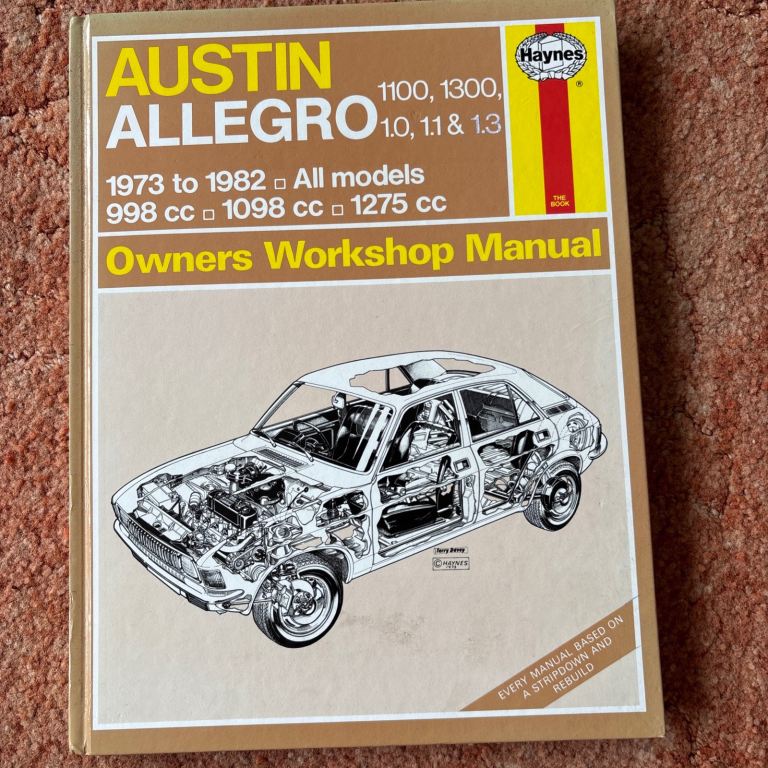 AUSTIN
ALLEGRO
1100, 1300,
1.0, 1.1 & 1.3
1973 to 1982 □ All models
998 cc □ 1098 cc □ 1275 cc
Haynes
®
THE
BOOK
Owners Workshop Manual
Terry Davey
© HAYNES
1978
EVERY MANUAL BASED ON
A STRIPDOWN AND
REBUILD